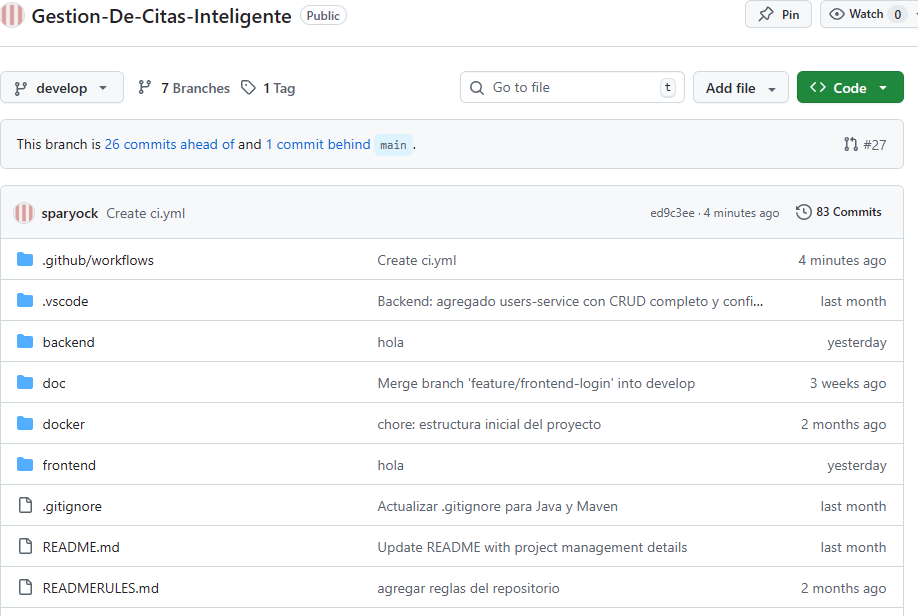 Gestion-De-Citas-Inteligente Public Pin Watch 0
develop 7 Branches 1 Tag Go to file t Add file Code
This branch is 26 commits ahead of and 1 commit behind main . #27
sparyock Create ci.yml ed9c3ee · 4 minutes ago 83 Commits
.github/workflows Create ci.yml 4 minutes ago
.vscode Backend: agregado users-service con CRUD completo y confi... last month
backend hola yesterday
doc Merge branch 'feature/frontend-login' into develop 3 weeks ago
docker chore: estructura inicial del proyecto 2 months ago
frontend hola yesterday
.gitignore Actualizar .gitignore para Java y Maven last month
README.md Update README with project management details last month
READMERULES.md agregar reglas del repositorio 2 months ago